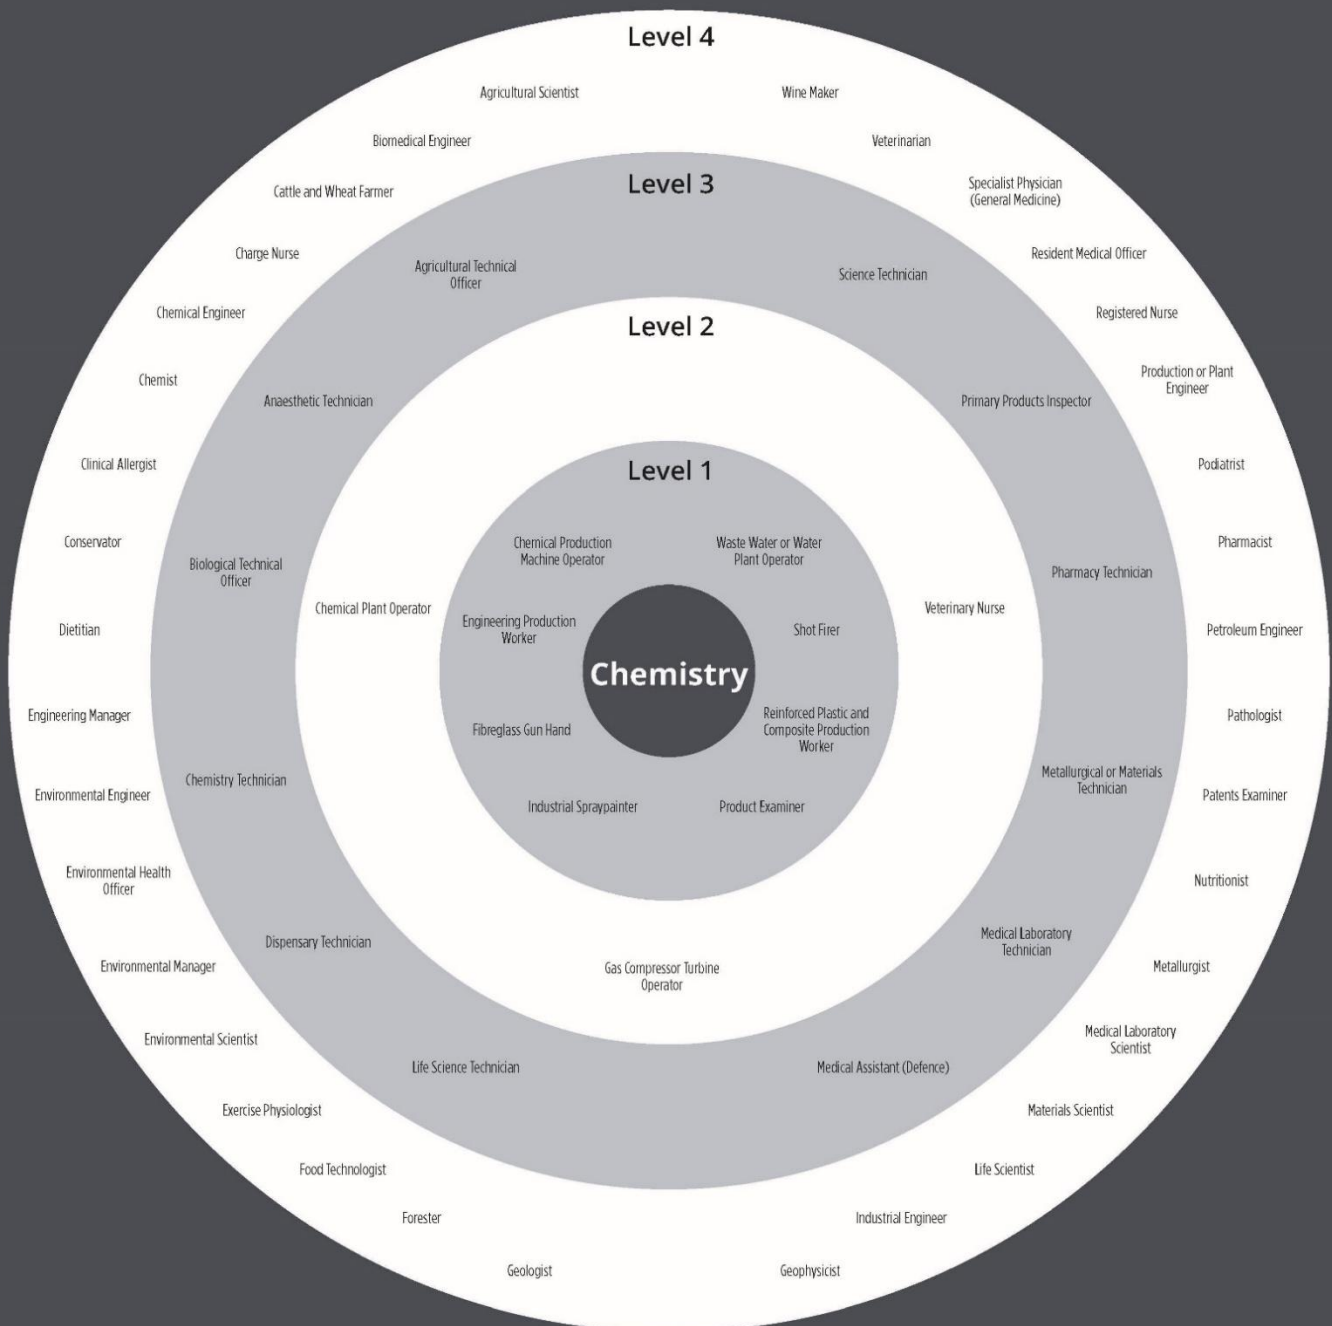 Level 4
Agricultural Scientist
Wine Maker
Biomedical Engineer
Veterinarian
Cattle and Wheat Farmer
Specialist Physician
(General Medicine)
Charge Nurse
Resident Medical Officer
Chemical Engineer
Registered Nurse
Chemist
Production or Plant
Engineer
Clinical Allergist
Podiatrist
Conservator
Pharmacist
Dietitian
Petroleum Engineer
Engineering Manager
Pathologist
Environmental Engineer
Patents Examiner
Environmental Health
Officer
Nutritionist
Environmental Manager
Metallurgist
Environmental Scientist
Medical Laboratory
Scientist
Exercise Physiologist
Materials Scientist
Food Technologist
Life Scientist
Forester
Industrial Engineer
Geologist
Geophysicist
Level 3
Agricultural Technical
Officer
Science Technician
Anaesthetic Technician
Primary Products Inspector
Biological Technical
Officer
Pharmacy Technician
Chemistry Technician
Metallurgical or Materials
Technician
Dispensary Technician
Medical Laboratory
Technician
Life Science Technician
Medical Assistant (Defence)
Level 2
Chemical Plant Operator
Veterinary Nurse
Gas Compressor Turbine
Operator
Level 1
Chemical Production
Machine Operator
Waste Water or Water
Plant Operator
Engineering Production
Worker
Shot Firer
Fibreglass Gun Hand
Reinforced Plastic and
Composite Production
Worker
Industrial Spraypainter
Product Examiner
Chemistry